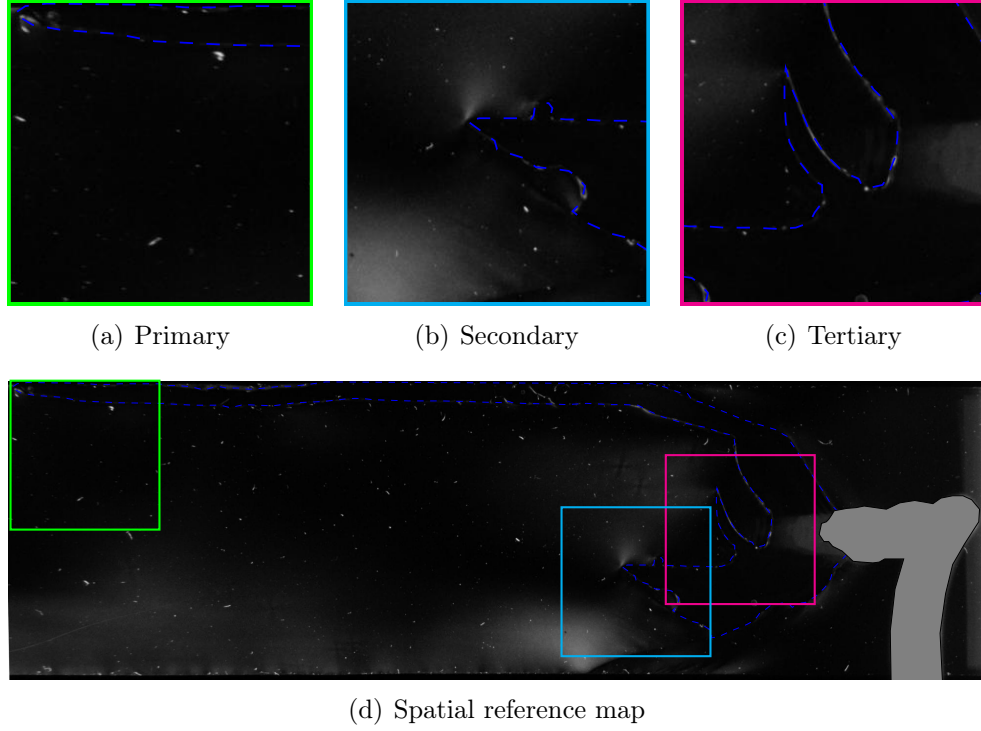 (a) Primary
(b) Secondary
(c) Tertiary
(d) Spatial reference map